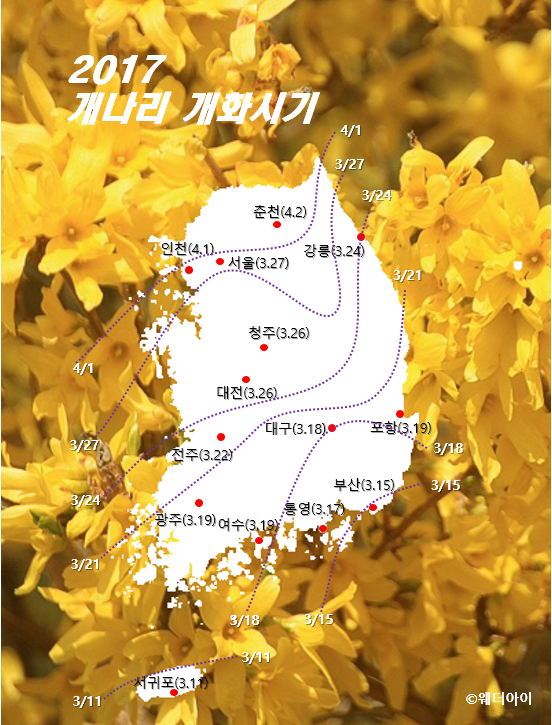 2017
개나리 개화시기
4/1
3/27
3/24
춘천(4.2)
인천(4.1)
강릉(3.24)
서울(3.27)
3/21
청주(3.26)
4/1
대전(3.26)
대구(3.18)
포항(3.19)
3/27
3/18
전주(3.22)
부산(3.15)
3/15
3/24
통영(3.17)
광주(3.19)
여수(3.19)
3/21
3/18
3/15
3/11
서귀포(3.11)
3/11
©웨더아이